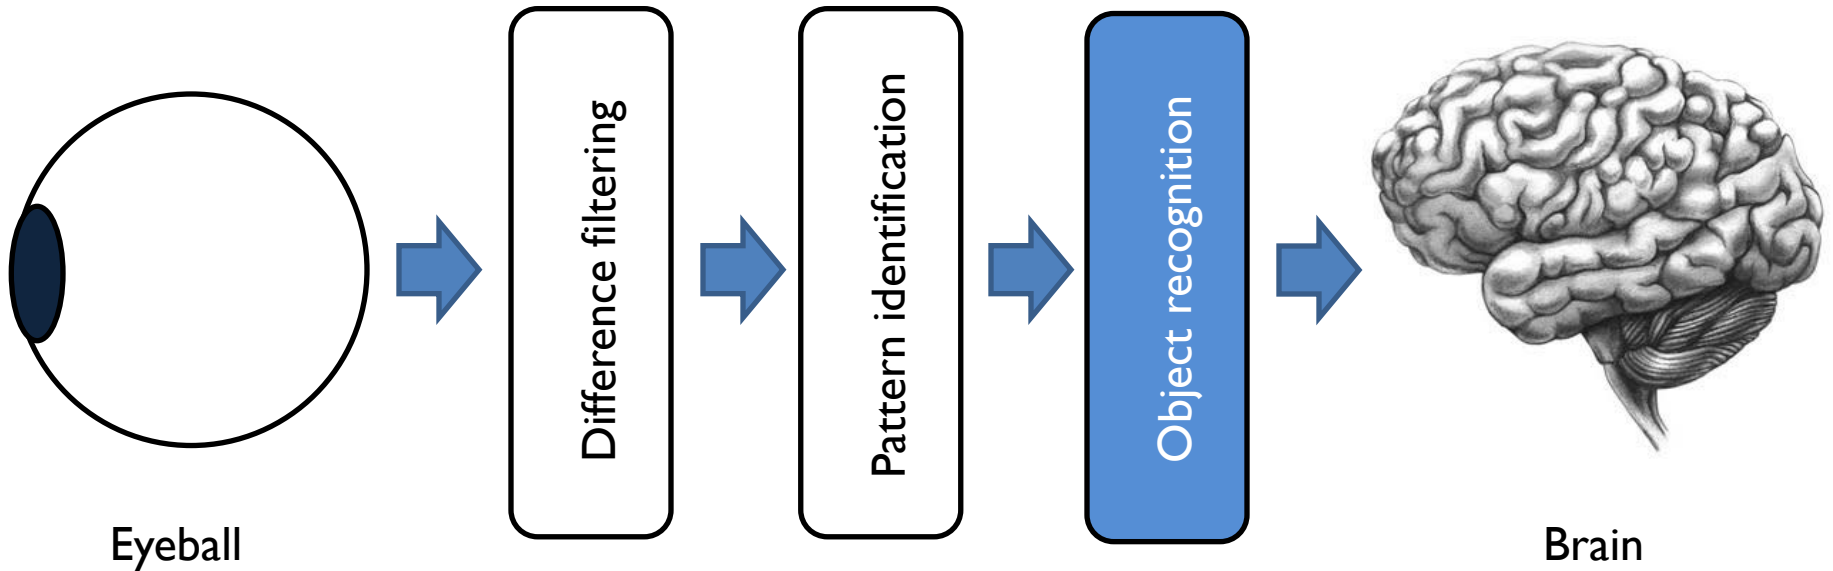 Difference filtering
Pattern identification
Object recognition
Eyeball
Brain